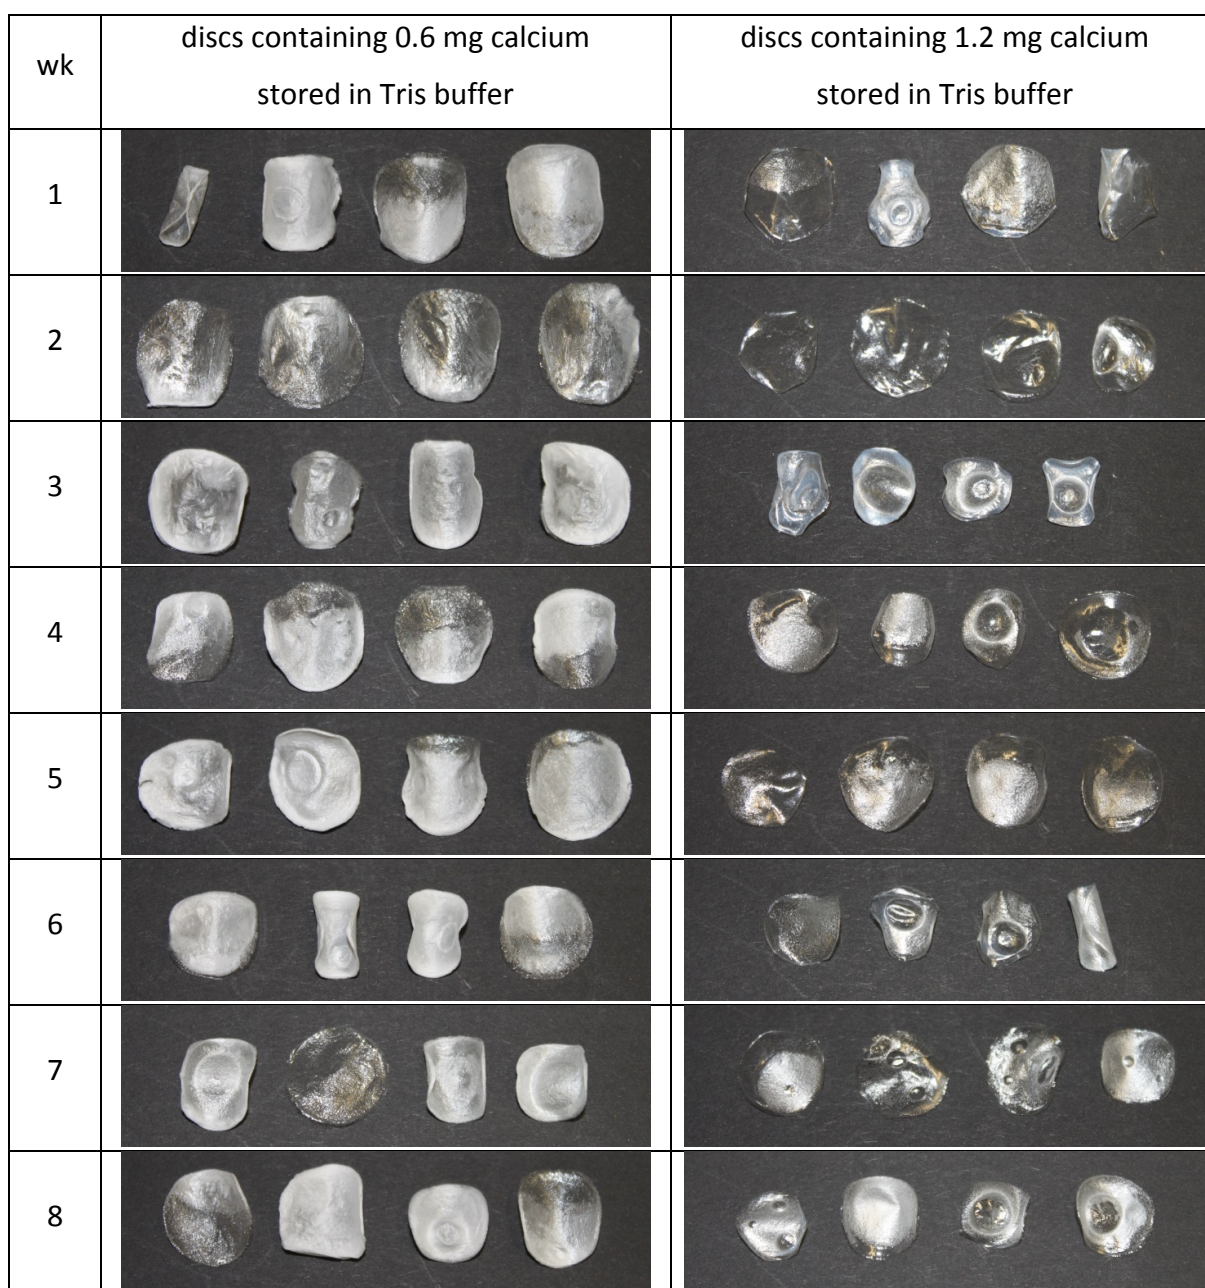 wk
discs containing 0.6 mg calcium
stored in Tris buffer
discs containing 1.2 mg calcium
stored in Tris buffer
1
2
3
4
5
6
7
8